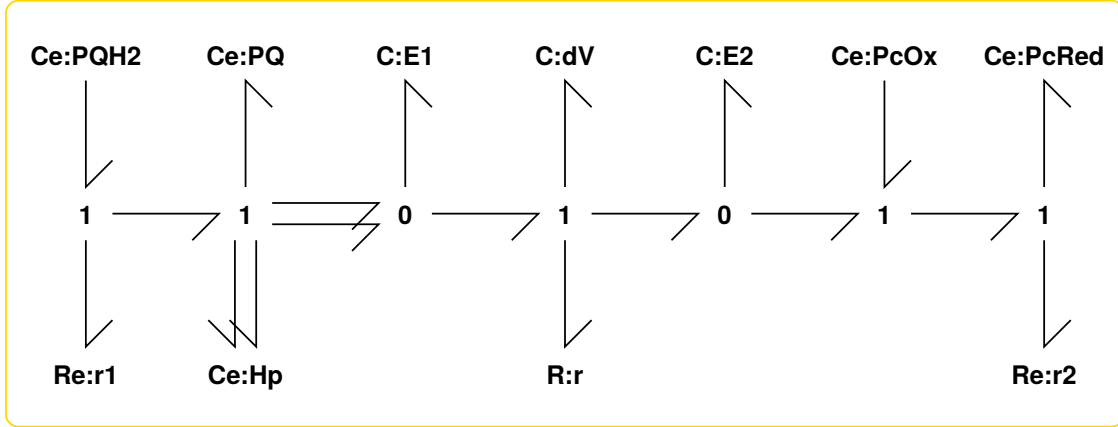 Ce:PQH2 Ce:PQ C:E1 C:dV C:E2 Ce:PcOx Ce:PcRed
1 1 0 1 0 1 1
Re:r1 Ce:Hp R:r Re:r2